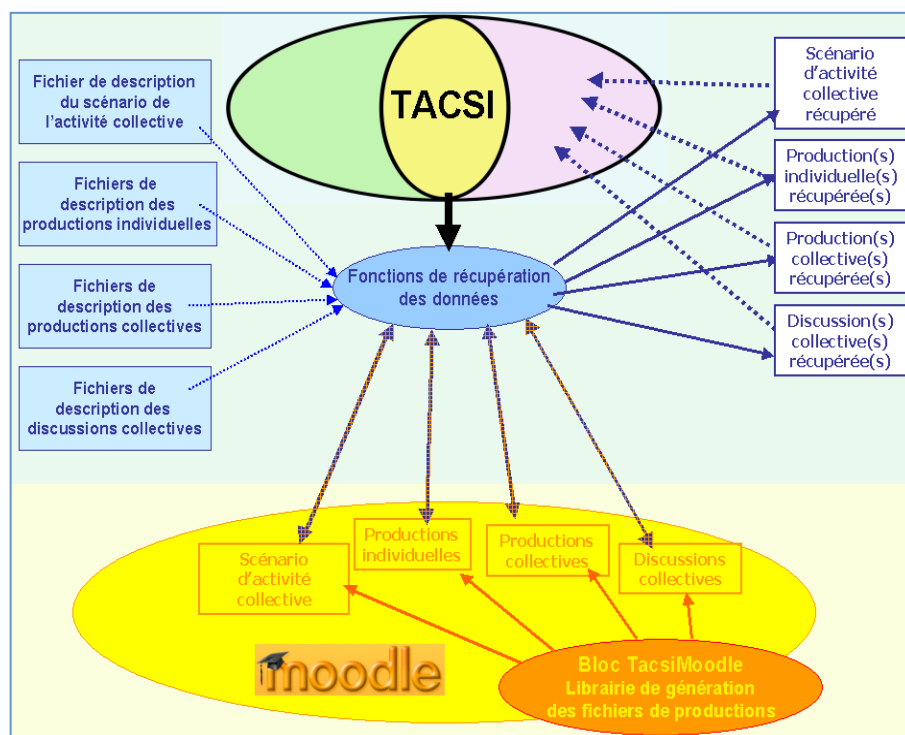 TACSI
Fichier de description
du scénario de
l'activité collective
Fichiers de
description des
productions individuelles
Fichiers de
description des
productions collectives
Fichiers de
description des
discussions collectives
Fonctions de récupération
des données
Scénario
d'activité
collective
récupéré
Production(s)
individuelle(s)
récupérée(s)
Production(s)
collective(s)
récupérée(s)
Discussion(s)
collective(s)
récupérée(s)
Scénario
d'activité
collective
Productions
individuelles
Productions
collectives
Discussions
collectives
moodle
Bloc TacsiMoodle
Librairie de génération
des fichiers de productions